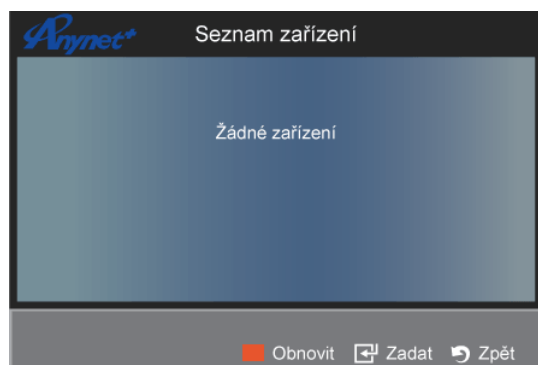 Anynet+ Seznam zařízení
Žádné zařízení
Obnovit Zadat Zpět